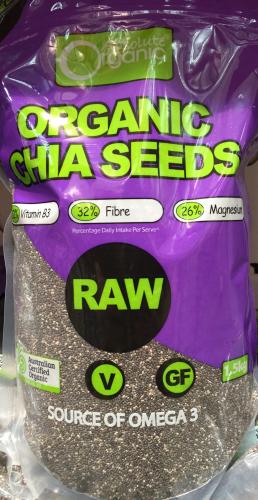 Absolute
Organic
ORGANIC
CHIA SEEDS
Vitamin B3
32% Fibre
26% Magnesium
Percentage Daily Intake Per Serve
RAW
Australian
Certified
Organic
V
GF
SOURCE OF OMEGA 3